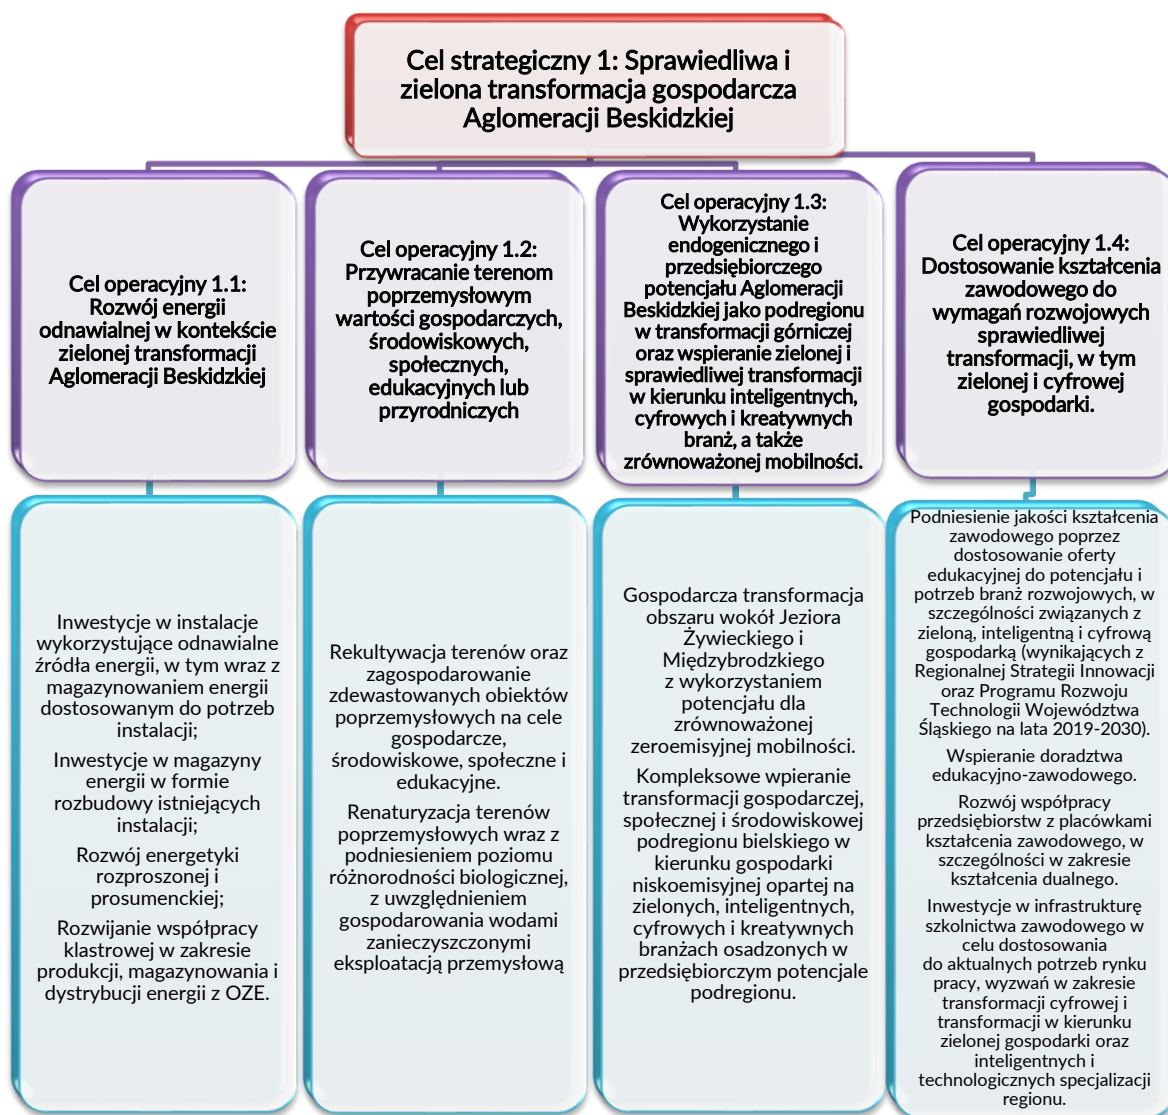 Cel strategiczny 1: Sprawiedliwa i
zielona transformacja gospodarcza
Aglomeracji Beskidzkiej
Cel operacyjny 1.1:
Rozwój energii
odnawialnej w kontekście
zielonej transformacji
Aglomeracji Beskidzkiej
Cel operacyjny 1.2:
Przywracanie terenom
poprzemysłowym
wartości gospodarczych,
środowiskowych,
społecznych,
edukacyjnych lub
przyrodniczych
Cel operacyjny 1.3:
Wykorzystanie
endogenicznego i
przedsiębiorczego
potencjału Aglomeracji
Beskidzkiej jako podregionu
w transformacji górniczej
oraz wspieranie zielonej i
sprawiedliwej transformacji
w kierunku inteligentnych,
cyfrowych i kreatywnych
branż, a także
zrównoważonej mobilności.
Cel operacyjny 1.4:
Dostosowanie kształcenia
zawodowego do
wymagań rozwojowych
sprawiedliwej
transformacji, w tym
zielonej i cyfrowej
gospodarki.
Inwestycje w instalacje
wykorzystujące odnawialne
źródła energii, w tym wraz z
magazynowaniem energii
dostosowanym do potrzeb
instalacji;
Inwestycje w magazyny
energii w formie
rozbudowy istniejących
instalacji;
Rozwój energetyki
rozproszonej i
prosumenckiej;
Rozwijanie współpracy
klastrowej w zakresie
produkcji, magazynowania i
dystrybucji energii z OZE.
Rekultywacja terenów oraz
zagospodarowanie
zdewastowanych obiektów
poprzemysłowych na cele
gospodarcze,
środowiskowe, społeczne i
edukacyjne.
Renaturyzacja terenów
poprzemysłowych wraz z
podniesieniem poziomu
różnorodności biologicznej,
z uwzględnieniem
gospodarowania wodami
zanieczyszczonymi
eksploatacją przemysłową
Gospodarcza transformacja
obszaru wokół Jeziora
Żywieckiego i
Międzybrodzkiego
z wykorzystaniem
potencjału dla
zrównoważonej
zeroemisyjnej mobilności.
Kompleksowe wpieranie
transformacji gospodarczej,
społecznej i środowiskowej
podregionu bielskiego w
kierunku gospodarki
niskoemisyjnej opartej na
zielonych, inteligentnych,
cyfrowych i kreatywnych
branżach osadzonych w
przedsiębiorczym potencjale
podregionu.
Podniesienie jakości kształcenia
zawodowego poprzez
dostosowanie oferty
edukacyjnej do potencjału i
potrzeb branż rozwojowych, w
szczególności związanych z
zieloną, inteligentną i cyfrową
gospodarką (wynikających z
Regionalnej Strategii Innowacji
oraz Programu Rozwoju
Technologii Województwa
Śląskiego na lata 2019-2030).
Wspieranie doradztwa
edukacyjno-zawodowego.
Rozwój współpracy
przedsiębiorstw z placówkami
kształcenia zawodowego, w
szczególności w zakresie
kształcenia dualnego.
Inwestycje w infrastrukturę
szkolnictwa zawodowego w
celu dostosowania
do aktualnych potrzeb rynku
pracy, wyzwań w zakresie
transformacji cyfrowej i
transformacji w kierunku
zielonej gospodarki oraz
inteligentnych i
technologicznych specjalizacji
regionu.